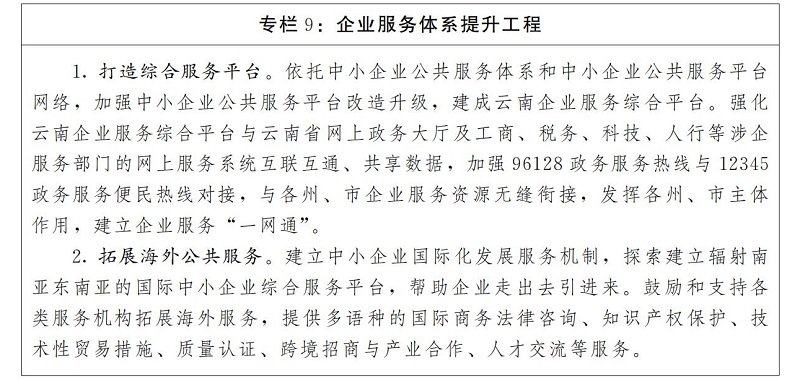 专栏 9：企业服务体系提升工程
1. 打造综合服务平台。依托中小企业公共服务体系和中小企业公共服务平台
网络，加强中小企业公共服务平台改造升级，建成云南企业服务综合平台。强化
云南企业服务综合平台与云南省网上政务大厅及工商、税务、科技、人行等涉企
服务部门的网上服务系统互联互通、共享数据，加强 96128 政务服务热线与 12345
政务服务便民热线对接，与各州、市企业服务资源无缝衔接，发挥各州、市主体
作用，建立企业服务“一网通”。
2. 拓展海外公共服务。建立中小企业国际化发展服务机制，探索建立辐射南
亚东南亚的国际中小企业综合服务平台，帮助企业走出去引进来。鼓励和支持各
类服务机构拓展海外服务，提供多语种的国际商务法律咨询、知识产权保护、技
术性贸易措施、质量认证、跨境招商与产业合作、人才交流等服务。